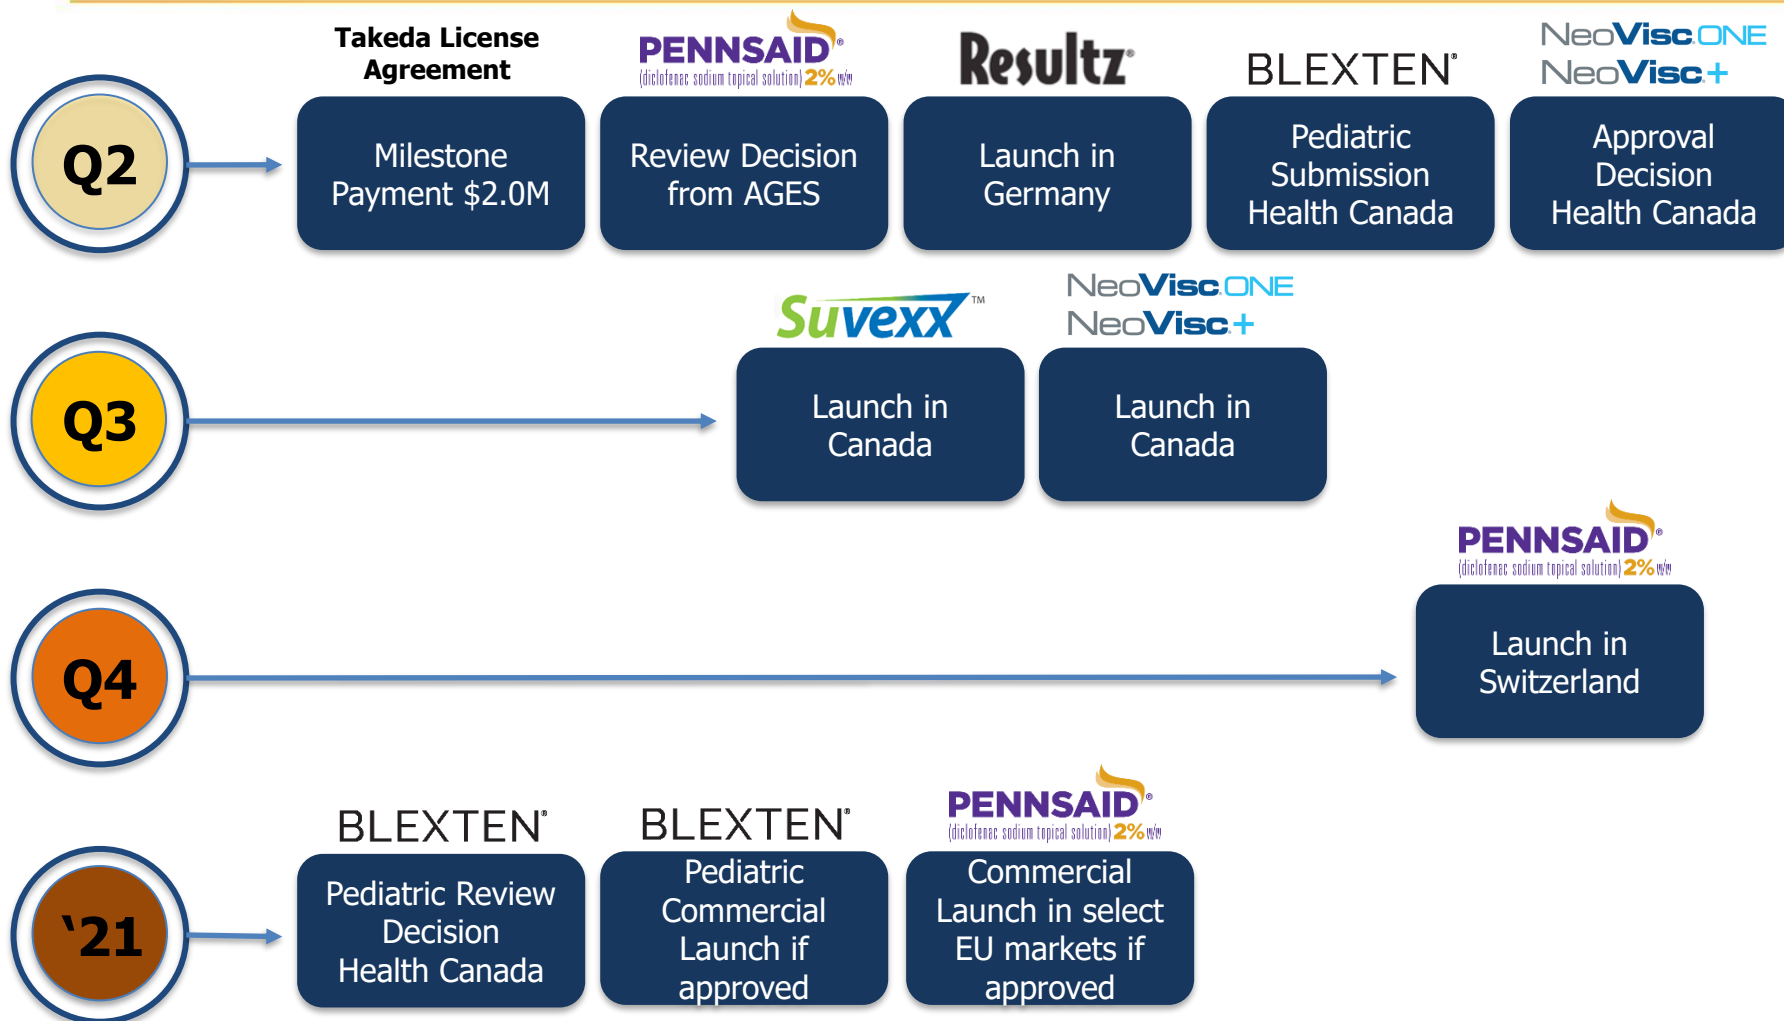 Q2
Takeda License
Agreement
Milestone
Payment $2.0M
PENNSAID®
(diclofenac sodium topical solution) 2% w/w
Review Decision
from AGES
Resultz®
Launch in
Germany
BLEXTEN®
Pediatric
Submission
Health Canada
NeoVisc ONE
NeoVisc+
Approval
Decision
Health Canada
Q3
Suvexx™
Launch in
Canada
NeoVisc ONE
NeoVisc+
Launch in
Canada
Q4
PENNSAID®
(diclofenac sodium topical solution) 2% w/w
Launch in
Switzerland
‘21
BLEXTEN®
Pediatric Review
Decision
Health Canada
BLEXTEN®
Pediatric
Commercial
Launch if
approved
PENNSAID®
(diclofenac sodium topical solution) 2% w/w
Commercial
Launch in select
EU markets if
approved